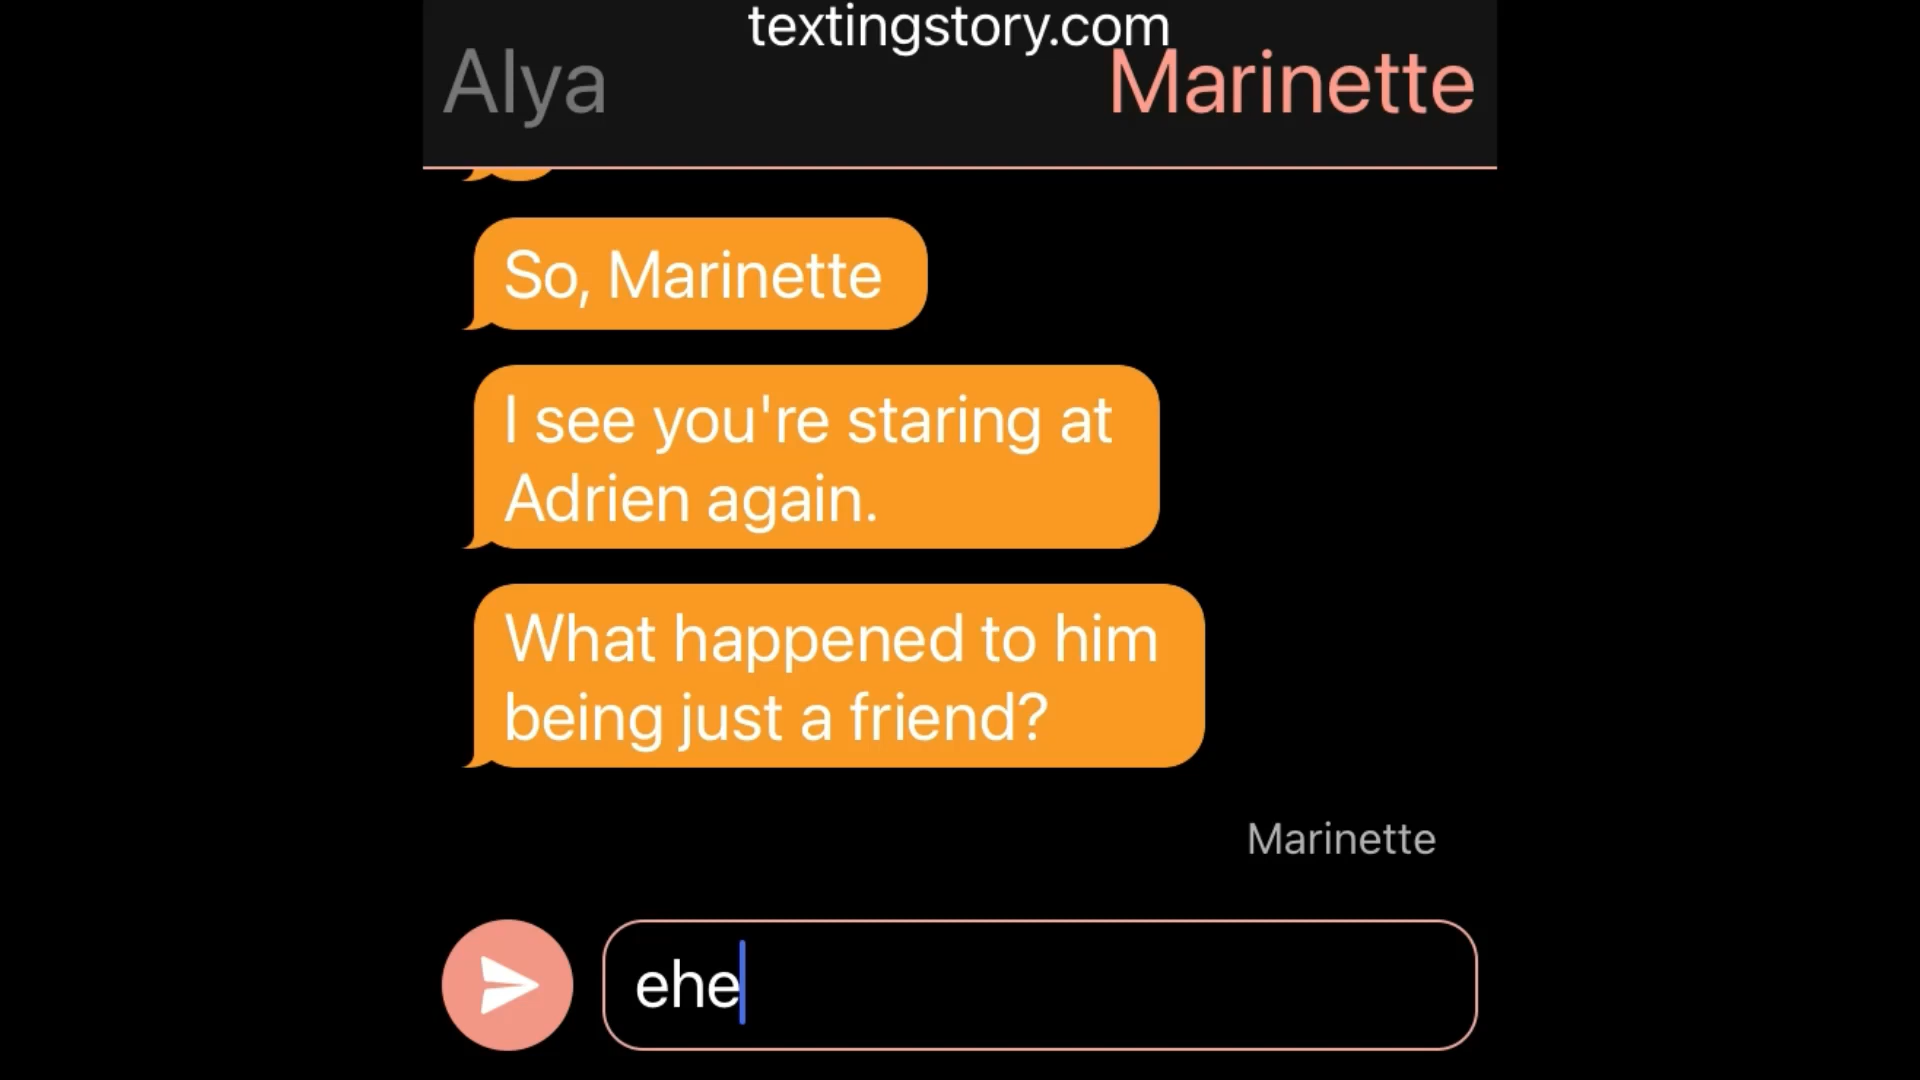 textingstory.com
Alya
Marinette
So, Marinette
I see you're staring at
Adrien again.
What happened to him
being just a friend?
Marinette
ehe